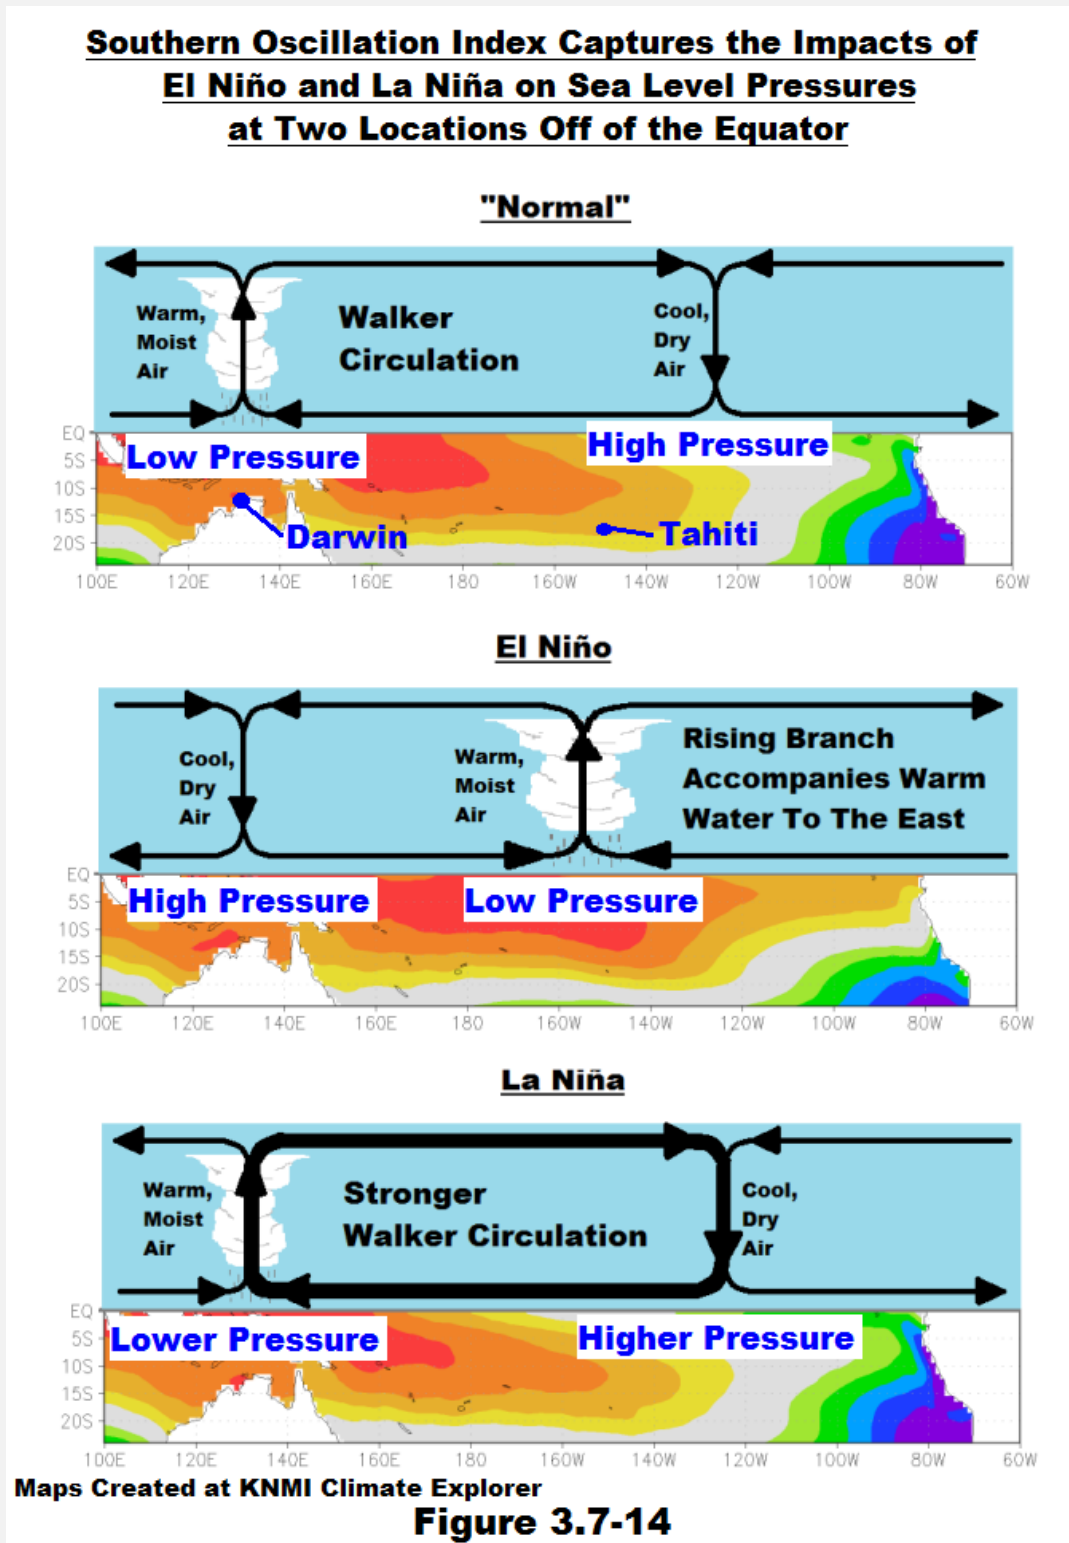 Southern Oscillation Index Captures the Impacts of
El Niño and La Niña on Sea Level Pressures
at Two Locations Off of the Equator
"Normal"
Warm,
Moist
Air
Walker
Circulation
Cool,
Dry
Air
EQ
5S
10S
15S
20S
Low Pressure
High Pressure
Darwin
Tahiti
100E 120E 140E 160E 180 160W 140W 120W 100W 80W 60W
El Niño
Cool,
Dry
Air
Warm,
Moist
Air
Rising Branch
Accompanies Warm
Water To The East
EQ
5S
10S
15S
20S
High Pressure
Low Pressure
100E 120E 140E 160E 180 160W 140W 120W 100W 80W 60W
La Niña
Warm,
Moist
Air
Stronger
Walker Circulation
Cool,
Dry
Air
EQ
5S
10S
15S
20S
Lower Pressure
Higher Pressure
100E 120E 140E 160E 180 160W 140W 120W 100W 80W 60W
Maps Created at KNMI Climate Explorer
Figure 3.7-14